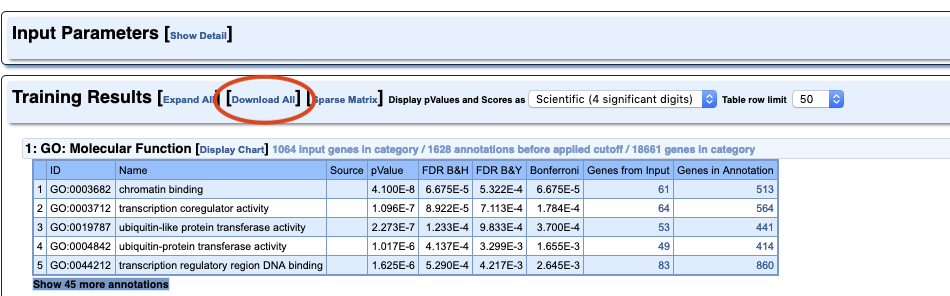 Input Parameters [Show Detail]
Training Results [Expand All] [Download All] [Sparse Matrix] Display pValues and Scores as Scientific (4 significant digits) Table row limit 50
1: GO: Molecular Function [Display Chart] 1064 input genes in category / 1628 annotations before applied cutoff / 18661 genes in category
ID Name Source pValue FDR B&H FDR B&Y Bonferroni Genes from Input Genes in Annotation
1 GO:0003682 chromatin binding 4.100E-8 6.675E-5 5.322E-4 6.675E-5 61 513
2 GO:0003712 transcription coregulator activity 1.096E-7 8.922E-5 7.113E-4 1.784E-4 64 564
3 GO:0019787 ubiquitin-like protein transferase activity 2.273E-7 1.233E-4 9.833E-4 3.700E-4 53 441
4 GO:0004842 ubiquitin-protein transferase activity 1.017E-6 4.137E-4 3.299E-3 1.655E-3 49 414
5 GO:0044212 transcription regulatory region DNA binding 1.625E-6 5.290E-4 4.217E-3 2.645E-3 83 860
Show 45 more annotations